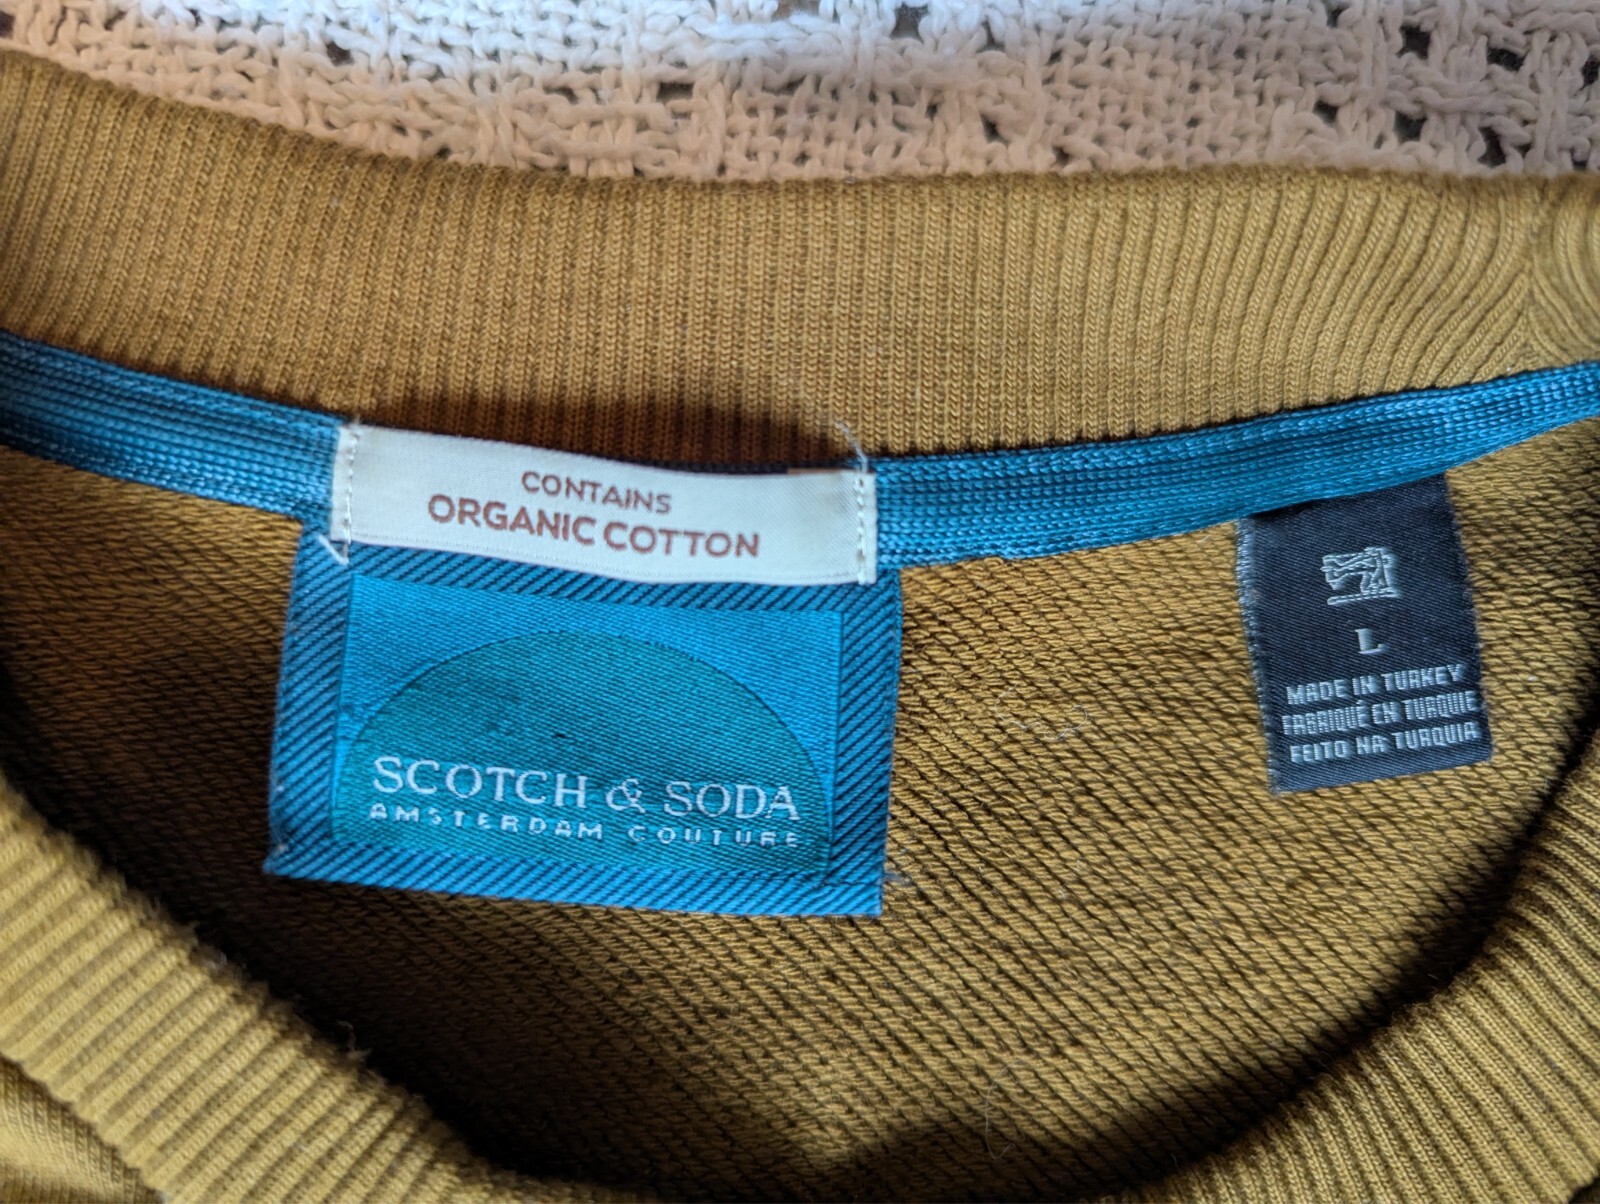 CONTAINS
ORGANIC COTTON
SCOTCH & SODA
AMSTERDAM COUTURE
L
MADE IN TURKEY
FABRIQUÉ EN TURQUIE
FEITO NA TURQUIA